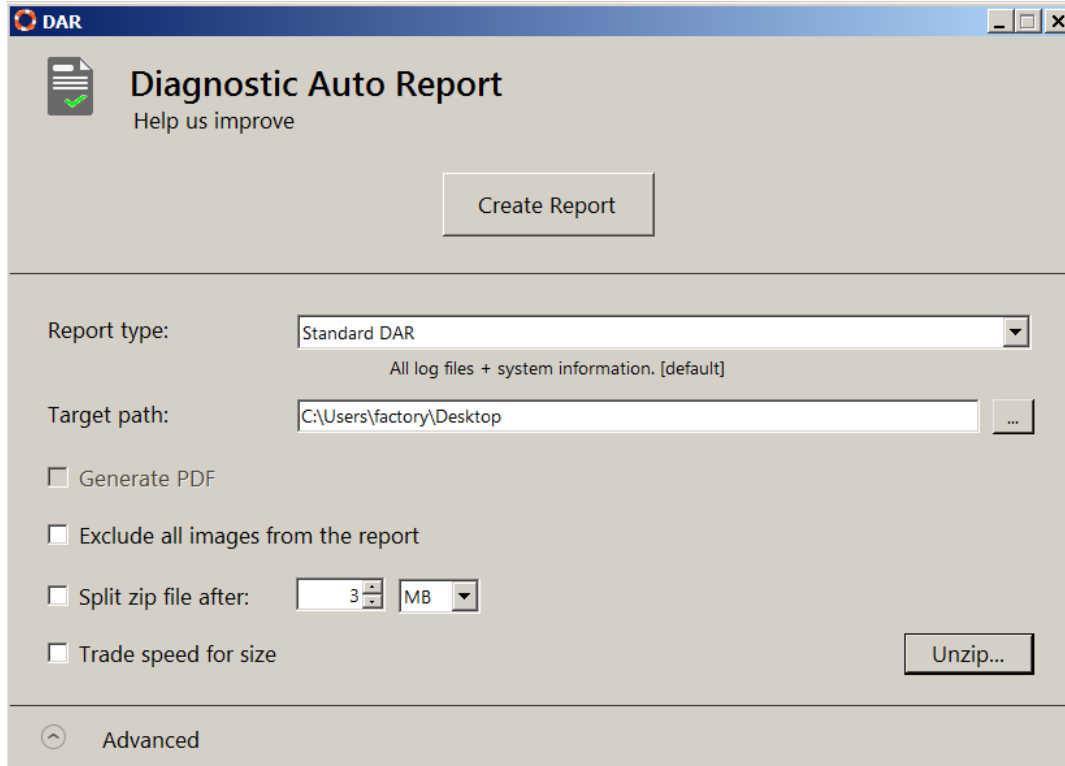 DAR
Diagnostic Auto Report
Help us improve
Create Report
Report type:
Standard DAR
All log files + system information. [default]
Target path:
C:\Users\factory\Desktop
...
Generate PDF
Exclude all images from the report
Split zip file after:
3
MB
Trade speed for size
Unzip...
Advanced